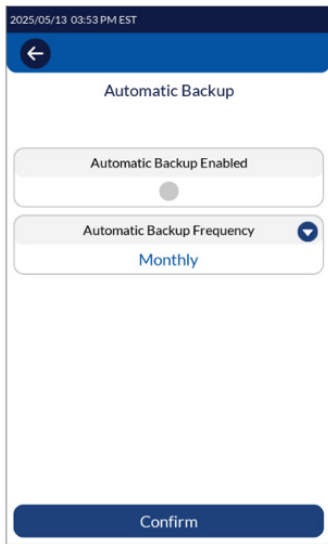 2025/05/13 03:53 PM EST
Automatic Backup
Automatic Backup Enabled
Automatic Backup Frequency
Monthly
Confirm